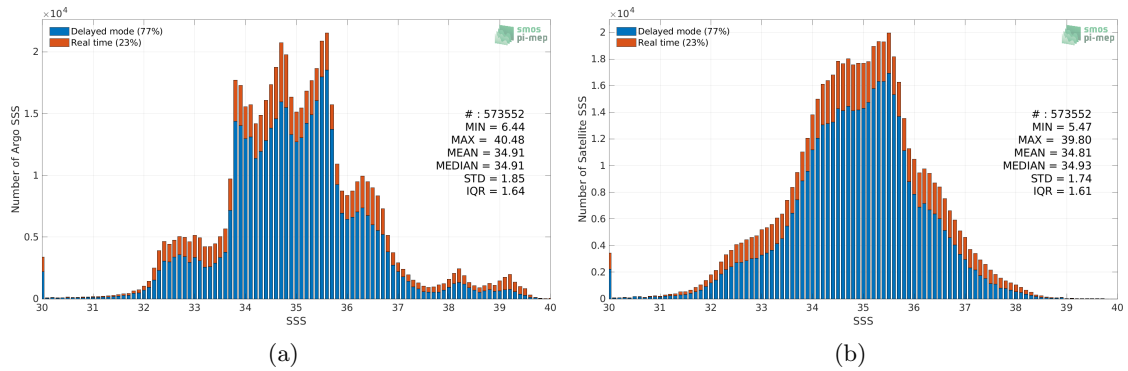 ×10⁴
Delayed mode (77%)
Real time (23%)
smos
pi-mep
# : 573552
MIN = 6.44
MAX = 40.48
MEAN = 34.91
MEDIAN = 34.91
STD = 1.85
IQR = 1.64
Number of Argo SSS
2
1.5
1
0.5
0
30 31 32 33 34 35 36 37 38 39 40
SSS
(a)
×10⁴
Delayed mode (77%)
Real time (23%)
smos
pi-mep
# : 573552
MIN = 5.47
MAX = 39.80
MEAN = 34.81
MEDIAN = 34.93
STD = 1.74
IQR = 1.61
Number of Satellite SSS
2
1.8
1.6
1.4
1.2
1
0.8
0.6
0.4
0.2
0
30 31 32 33 34 35 36 37 38 39 40
SSS
(b)